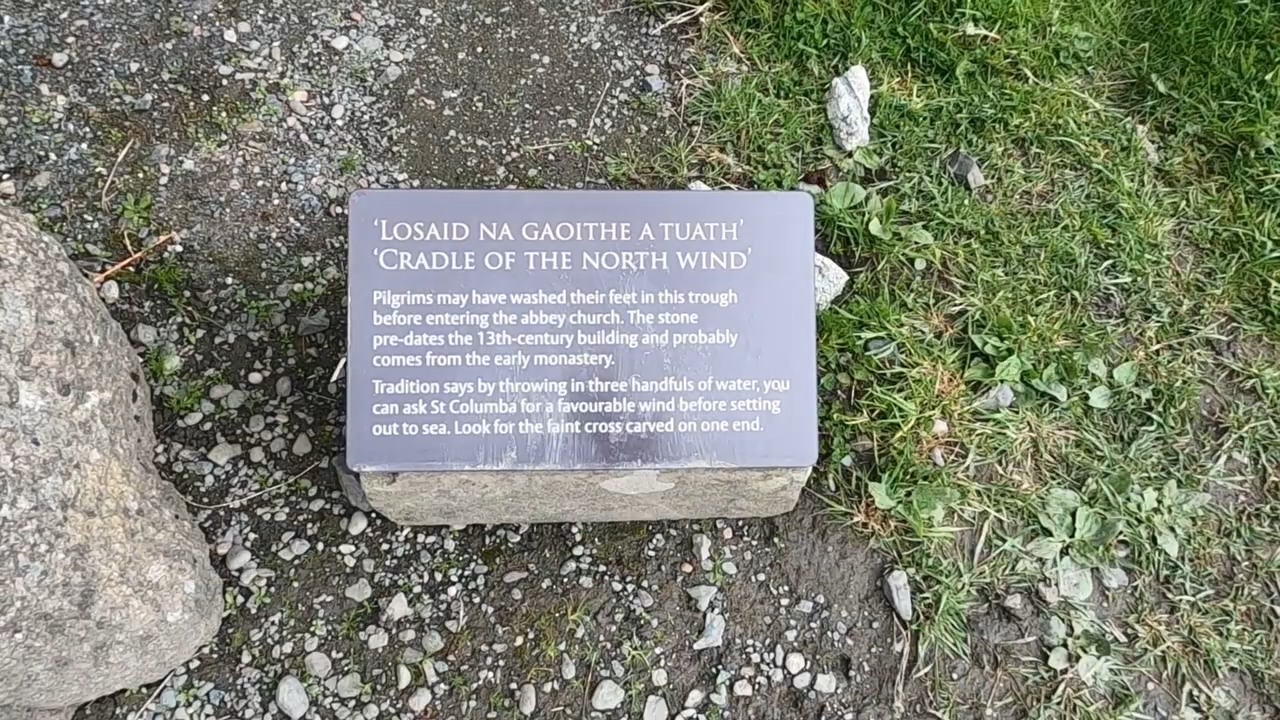 ‘LOSAID NA GAOITHE A TUATH’
‘CRADLE OF THE NORTH WIND’
Pilgrims may have washed their feet in this trough
before entering the abbey church. The stone
pre-dates the 13th-century building and probably
comes from the early monastery.
Tradition says by throwing in three handfuls of water, you
can ask St Columba for a favourable wind before setting
out to sea. Look for the faint cross carved on one end.